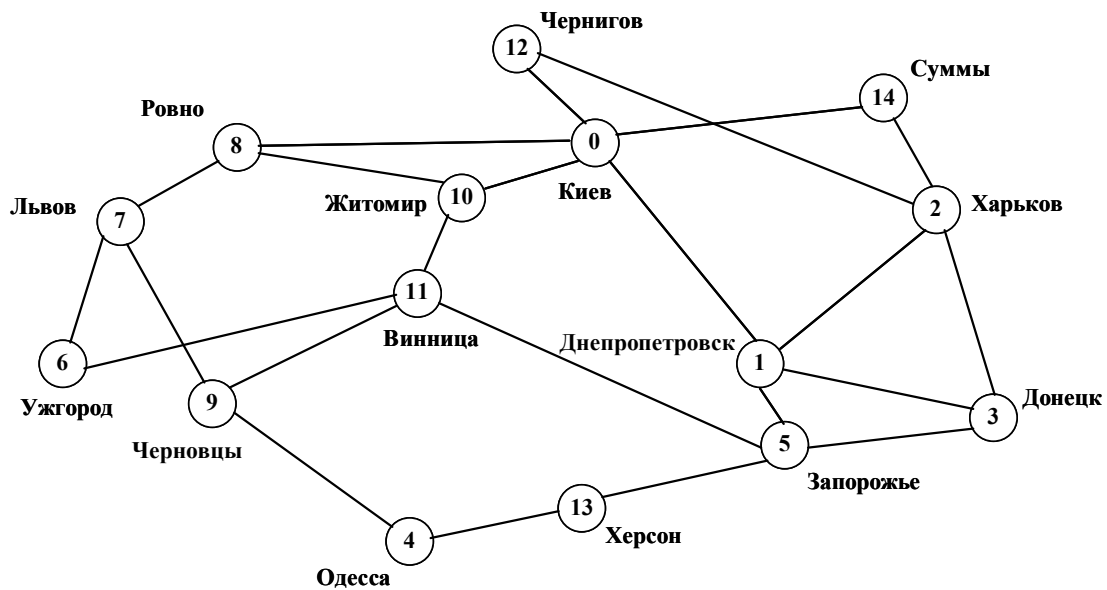 Чернигов
12
Суммы
14
Ровно
8
0
Киев
Житомир
10
Львов
7
2
Харьков
11
Винница
Днепропетровск
1
6
Ужгород
9
Черновцы
3
Донецк
5
Запорожье
13
Херсон
4
Одесса